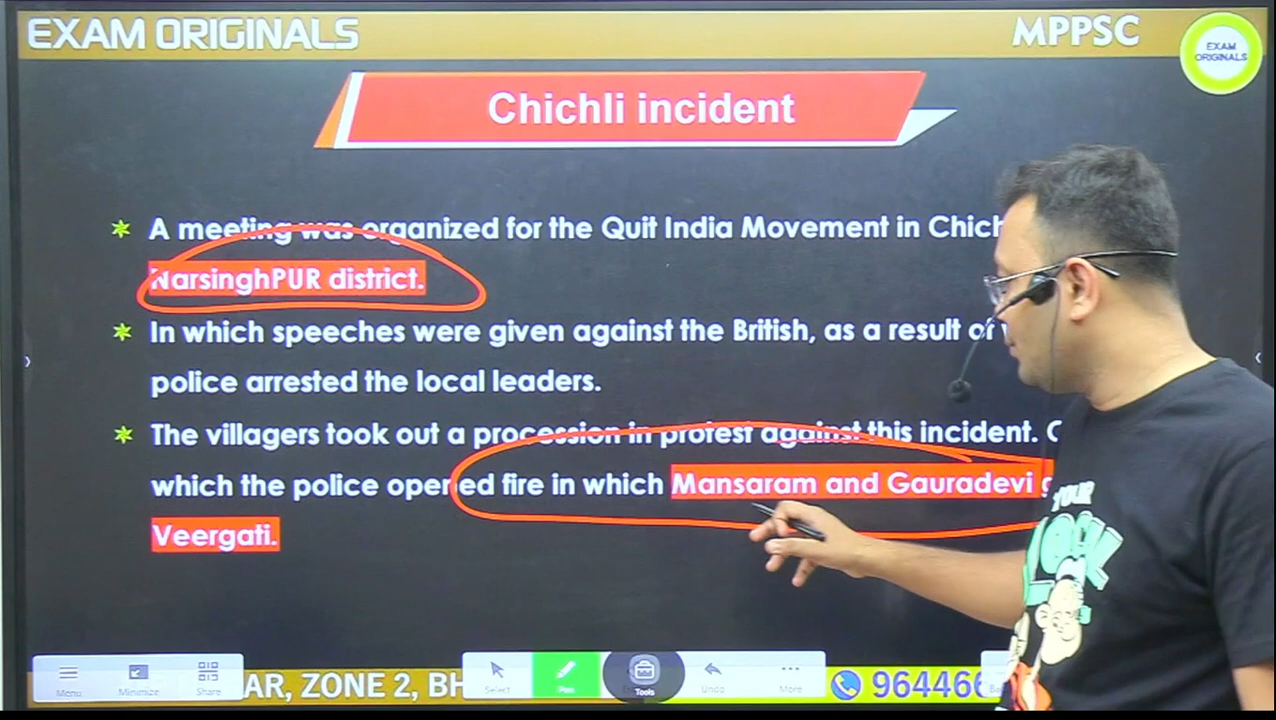 EXAM ORIGINALS
MPPSC
EXAM
ORIGINALS
Chichli incident
A meeting was organized for the Quit India Movement in
NarsinghPUR district.
In which speeches were given against the British, as a result of
police arrested the local leaders.
The villagers took out a procession in protest against this incident.
which the police opened fire in which Mansaram and Gauradevi
Veergati.
YOUR
Menu
Minimize
Share
AR, ZONE 2,
Select
Pen
Tools
Undo
More
96446